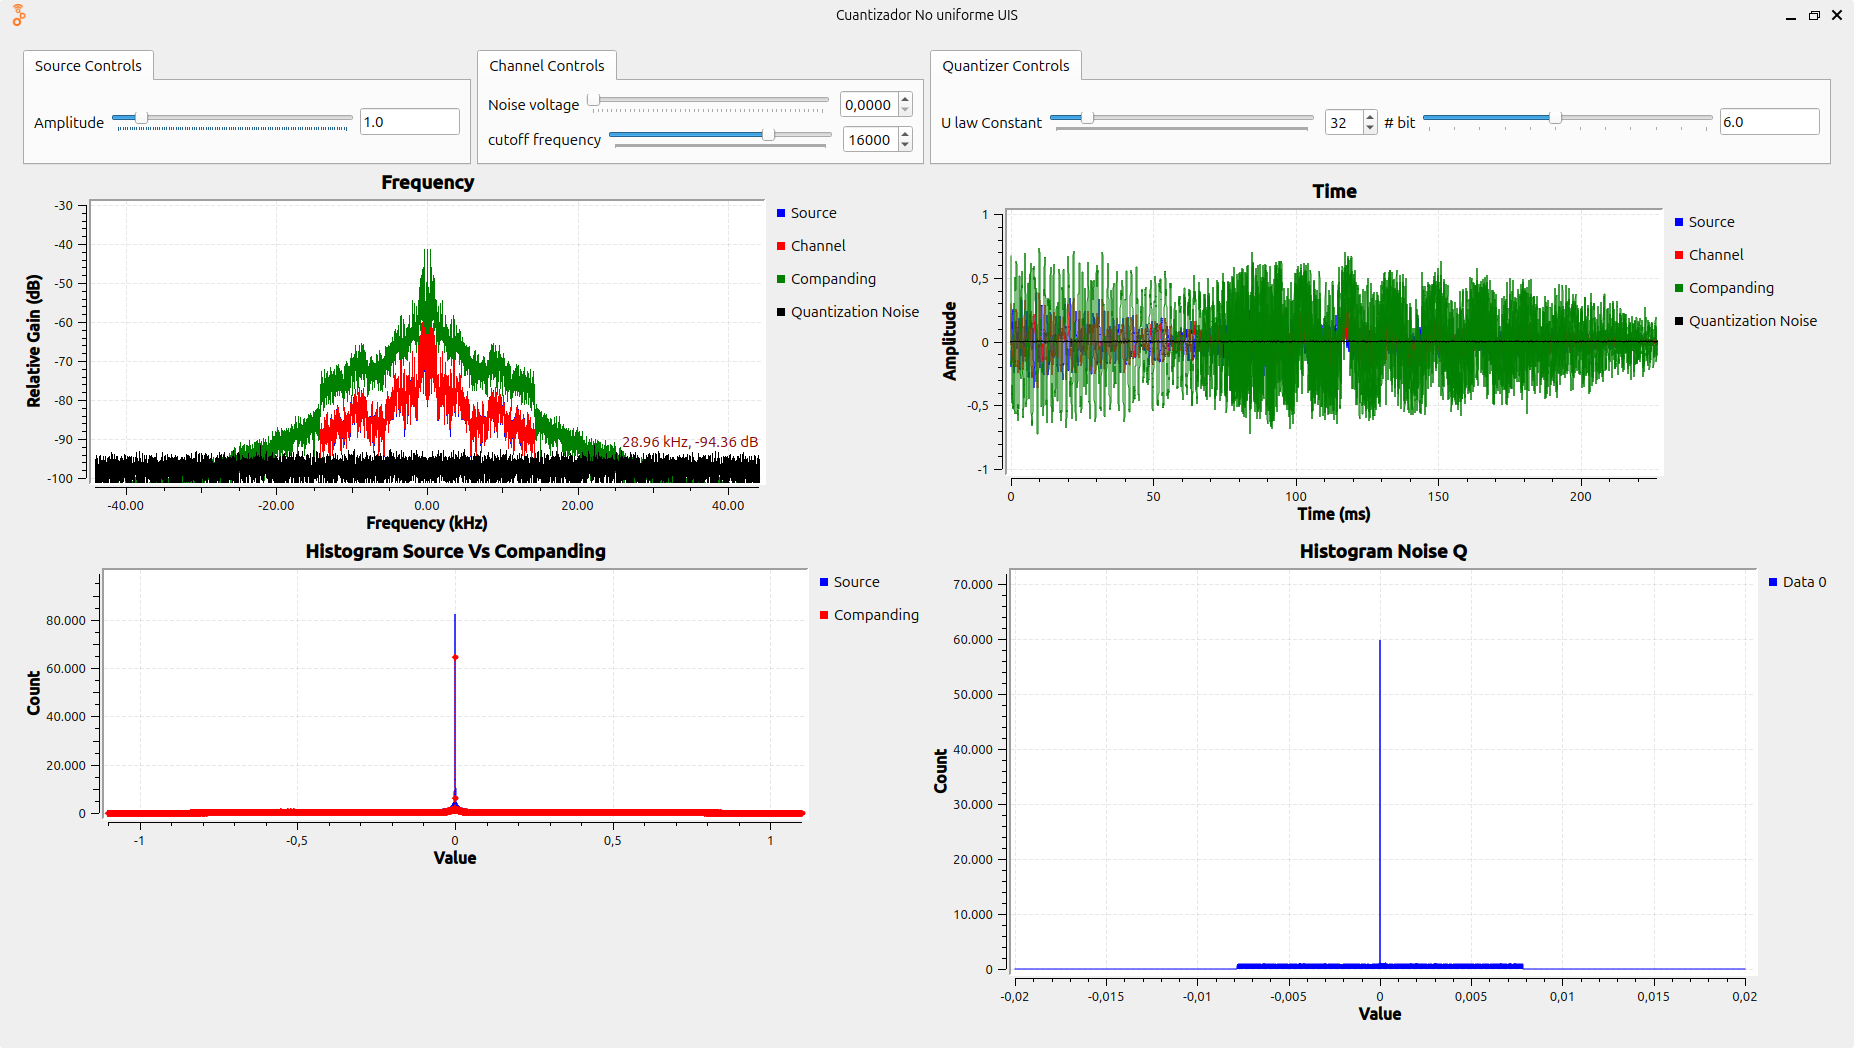 Cuantizador No uniforme UIS
Source Controls
Amplitude 1.0
Channel Controls
Noise voltage 0,0000
cutoff frequency 16000
Quantizer Controls
U law Constant 32 # bit 6.0
Frequency
-30
-40
-50
-60
-70
-80
-90
-100
Relative Gain (dB)
28.96 kHz, -94.36 dB
-40.00 -20.00 0.00 20.00 40.00
Frequency (kHz)
Source
Channel
Companding
Quantization Noise
Time
1
0,5
0
-0,5
-1
Amplitude
0 50 100 150 200
Time (ms)
Source
Channel
Companding
Quantization Noise
Histogram Source Vs Companding
80.000
60.000
40.000
20.000
0
Count
-1 -0,5 0 0,5 1
Value
Source
Companding
Histogram Noise Q
70.000
60.000
50.000
40.000
30.000
20.000
10.000
0
Count
-0,02 -0,015 -0,01 -0,005 0 0,005 0,01 0,015 0,02
Value
Data 0